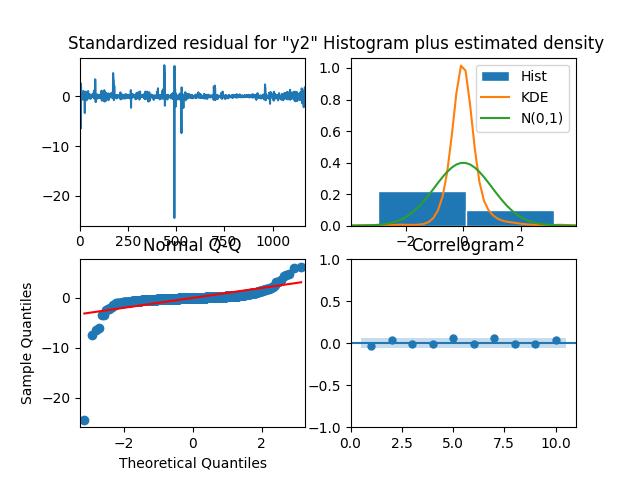 Standardized residual for "y2"
0
−10
−20
0 250 500 750 1000
Histogram plus estimated density
1.0
0.8
0.6
0.4
0.2
0.0
−2 0 2
Hist
KDE
N(0,1)
Normal Q-Q
Sample Quantiles
0
−10
−20
−2 0 2
Theoretical Quantiles
Correlogram
1.0
0.5
0.0
−0.5
−1.0
0.0 2.5 5.0 7.5 10.0